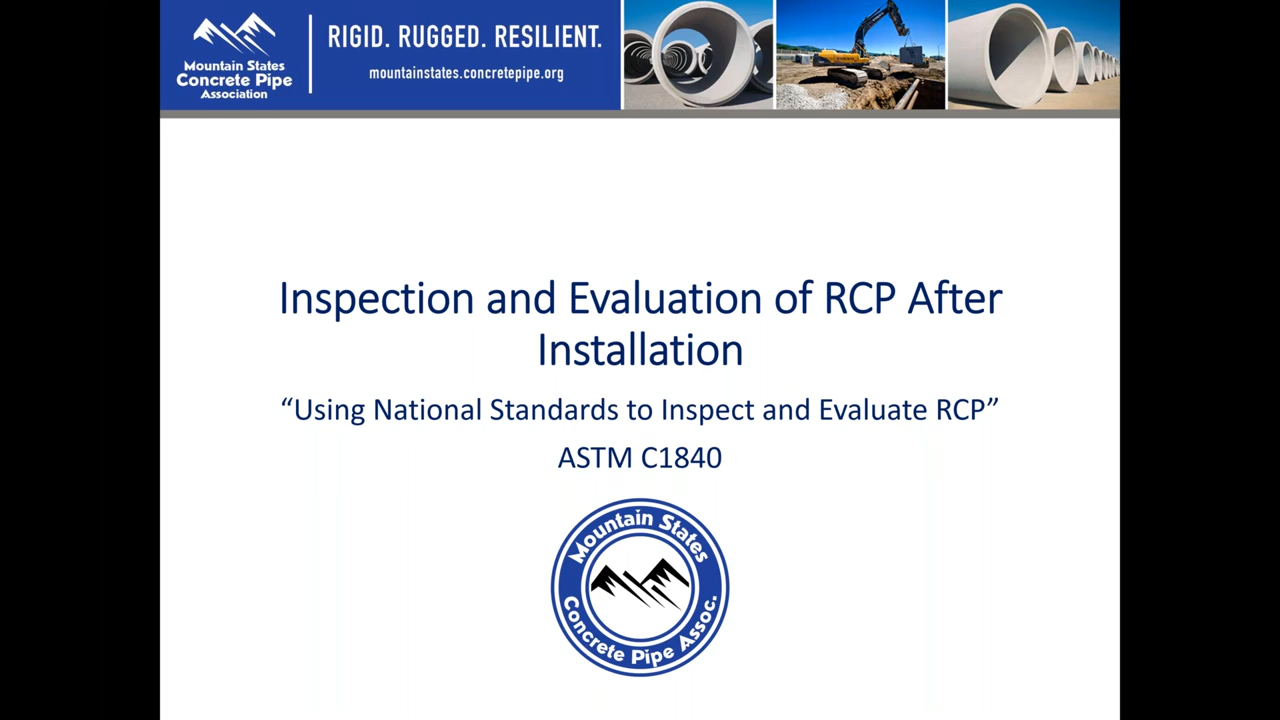 Mountain States
Concrete Pipe
Association
RIGID. RUGGED. RESILIENT.
mountainstates.concretepipe.org
Inspection and Evaluation of RCP After
Installation
“Using National Standards to Inspect and Evaluate RCP”
ASTM C1840
Mountain States
Concrete Pipe Assoc.